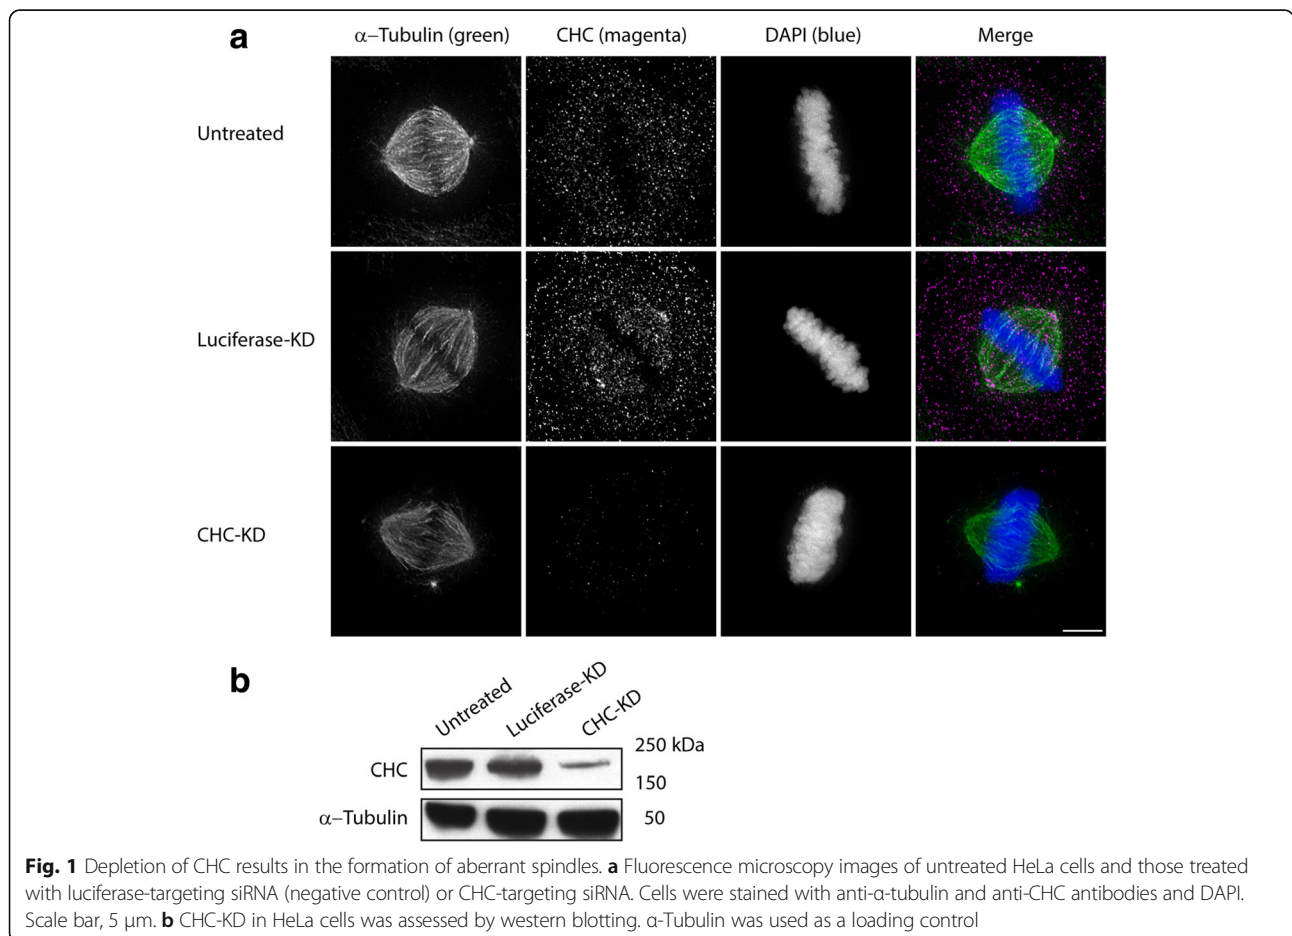 a
α–Tubulin (green) CHC (magenta) DAPI (blue) Merge
Untreated
Luciferase-KD
CHC-KD
b
Untreated Luciferase-KD CHC-KD
250 kDa
CHC
150
α–Tubulin 50
Fig. 1 Depletion of CHC results in the formation of aberrant spindles. a Fluorescence microscopy images of untreated HeLa cells and those treated
with luciferase-targeting siRNA (negative control) or CHC-targeting siRNA. Cells were stained with anti-α-tubulin and anti-CHC antibodies and DAPI.
Scale bar, 5 μm. b CHC-KD in HeLa cells was assessed by western blotting. α-Tubulin was used as a loading control